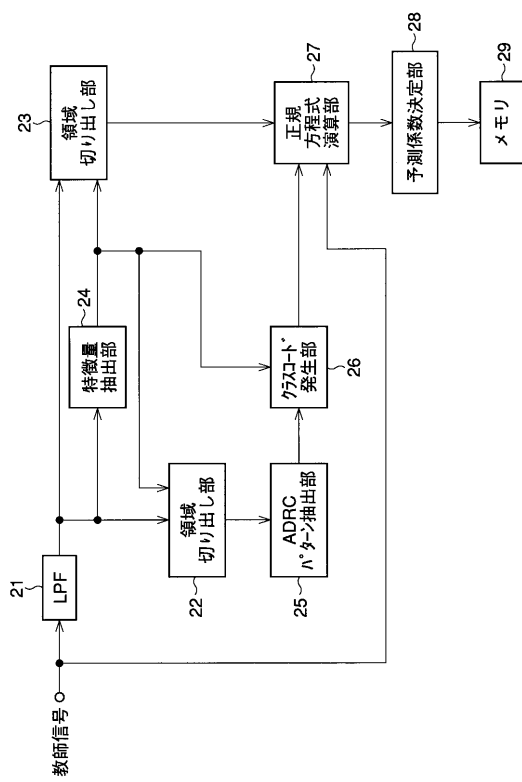 教師信号
21
LPF
23
領域
切り出し部
24
特徴量
抽出部
領域
切り出し部
22
ADRC
パターン抽出部
25
クラスコード
発生部
26
27
正規
方程式
演算部
28
予測係数決定部
29
メモリ